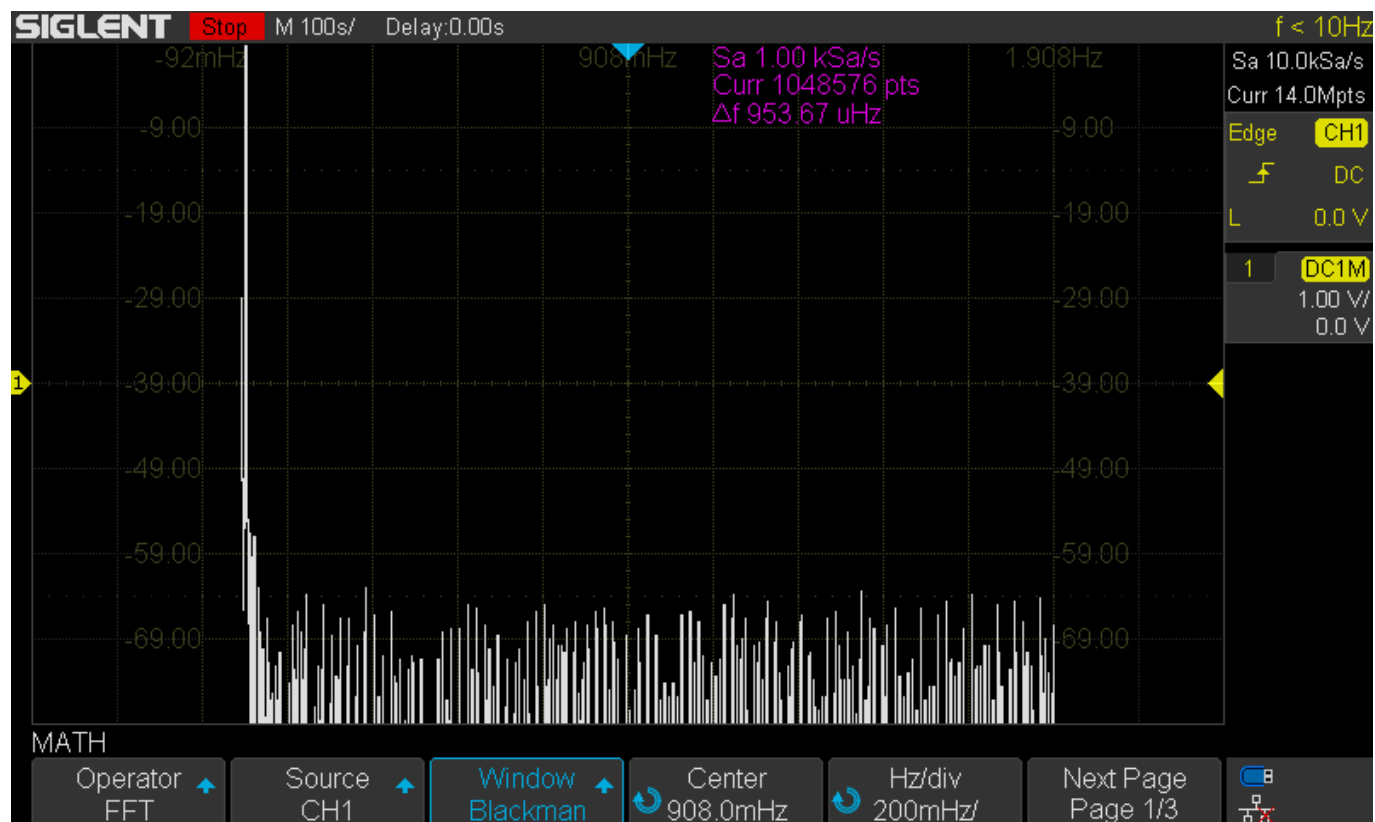 SIGLENT Stop M 100s/ Delay:0.00s f < 10Hz
-92mHz 908mHz 1.908Hz
Sa 1.00 kSa/s
Curr 1048576 pts
Δf 953.67 uHz
Sa 10.0kSa/s
Curr 14.0Mpts
Edge CH1
DC
L 0.0 V
1 DC1M
1.00 V/
0.0 V
-9.00 -9.00
-19.00 -19.00
-29.00 -29.00
1 -39.00 -39.00
-49.00 -49.00
-59.00 -59.00
-69.00 -69.00
MATH
Operator Source Window Center Hz/div Next Page
FFT CH1 Blackman 908.0mHz 200mHz/ Page 1/3